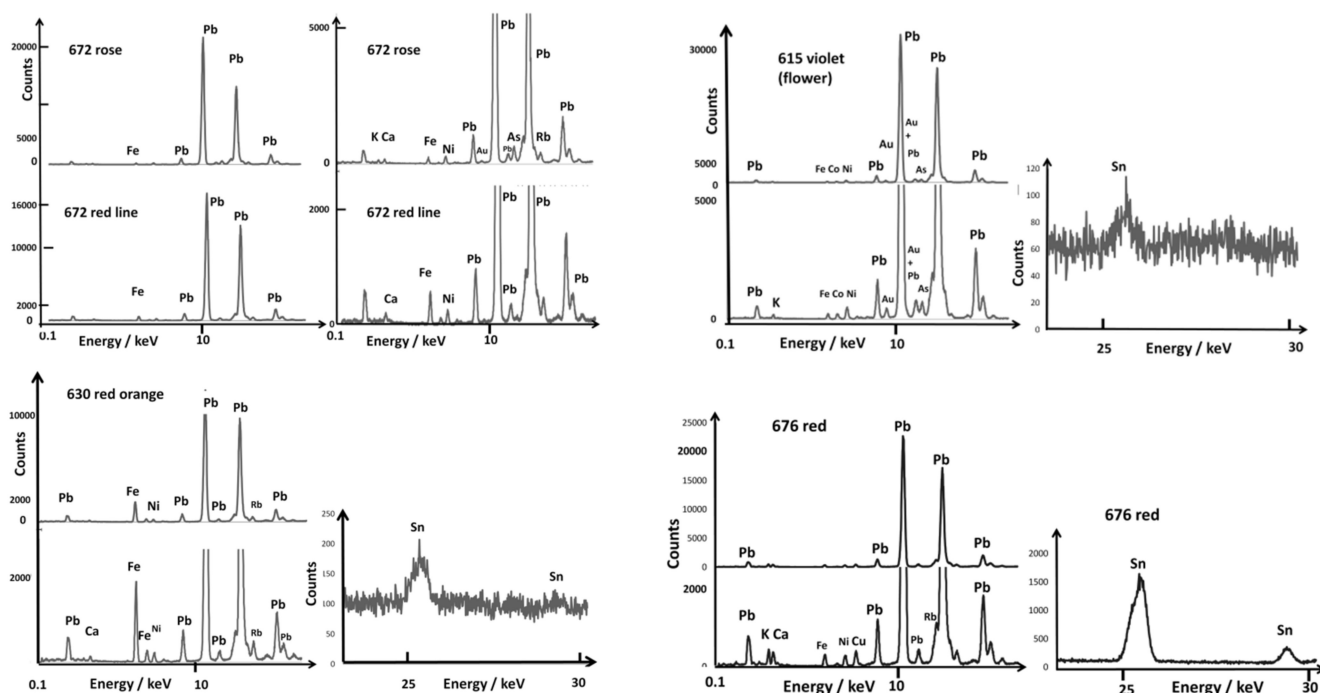 672 rose
Counts
20000
5000
0
Pb
Pb
Fe
Pb
Pb
672 red line
16000
10000
2000
0
Pb
Pb
Fe
Pb
Pb
0.1
10
Energy / keV
672 rose
5000
0
Pb
Pb
K Ca
Fe
Ni
Pb
Au
Pb
As
Rb
Pb
672 red line
2000
0
Pb
Pb
Ca
Fe
Ni
Pb
Pb
Pb
0.1
10
Energy / keV
615 violet
(flower)
Counts
30000
5000
0
5000
0
Pb
Pb
Au
Au
+
Pb
Pb
Fe Co Ni
Pb
As
Pb
Pb
K
Fe Co Ni
Pb
Au
Au
+
Pb
As
Pb
0.1
10
Energy / keV
Counts
120
100
80
60
40
20
0
Sn
25
Energy / keV
30
630 red orange
Counts
10000
2000
0
2000
Pb
Pb
Pb
Fe
Ni
Pb
Pb
Rb
Pb
Pb
Ca
Fe
Fe
Ni
Pb
Pb
Rb
Pb
Pb
0.1
10
Energy / keV
Counts
250
200
150
100
50
0
Sn
Sn
25
30
Energy / keV
676 red
Counts
25000
20000
15000
10000
5000
0
2000
0
Pb
Pb
Pb
Pb
Pb
Pb
K Ca
Fe
Ni
Cu
Pb
Pb
Rb
Pb
0.1
10
Energy / keV
676 red
Counts
2000
1500
1000
500
0
Sn
Sn
25
30
Energy / keV